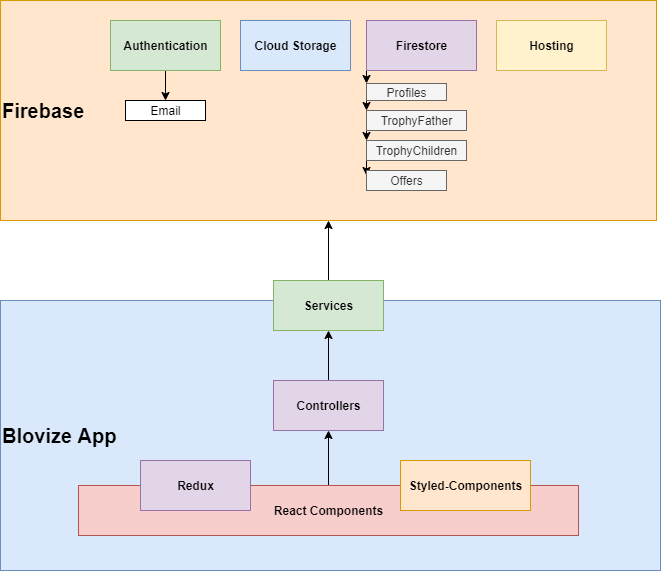 Authentication
Cloud Storage
Firestore
Hosting
Firebase
Email
Profiles
TrophyFather
TrophyChildren
Offers
Services
Controllers
Blovize App
Redux
Styled-Components
React Components